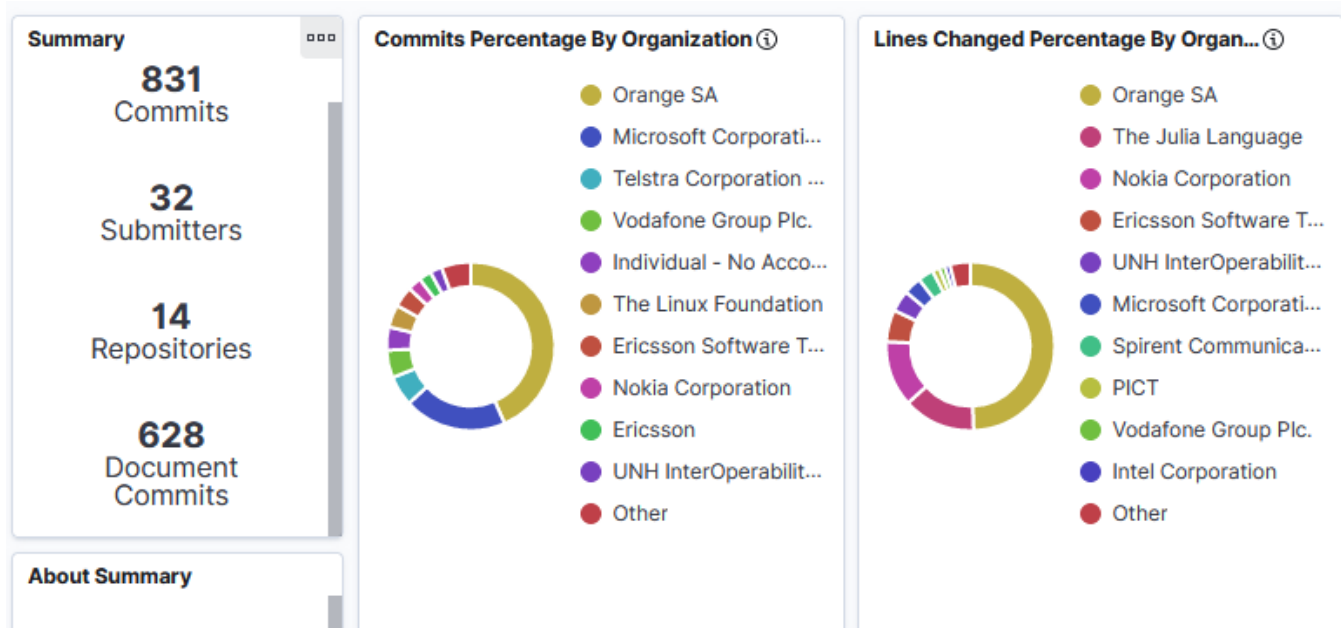 Summary
831
Commits
32
Submitters
14
Repositories
628
Document
Commits
About Summary
Commits Percentage By Organization
Orange SA
Microsoft Corporati...
Telstra Corporation ...
Vodafone Group Plc.
Individual - No Acco...
The Linux Foundation
Ericsson Software T...
Nokia Corporation
Ericsson
UNH InterOperabilit...
Other
Lines Changed Percentage By Organ...
Orange SA
The Julia Language
Nokia Corporation
Ericsson Software T...
UNH InterOperabilit...
Microsoft Corporati...
Spirent Communica...
PICT
Vodafone Group Plc.
Intel Corporation
Other